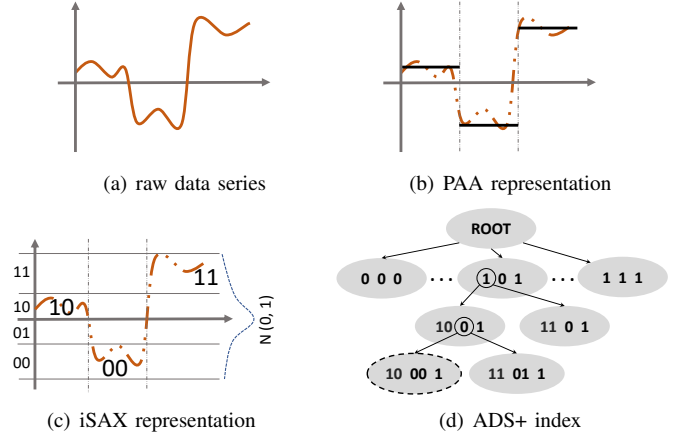 (a) raw data series
(b) PAA representation
11
10
01
00
10
00
11
N (0, 1)
(c) iSAX representation
ROOT
0 0 0 ... 1 0 1 ... 1 1 1
10 0 1 11 0 1
10 00 1 11 01 1
(d) ADS+ index